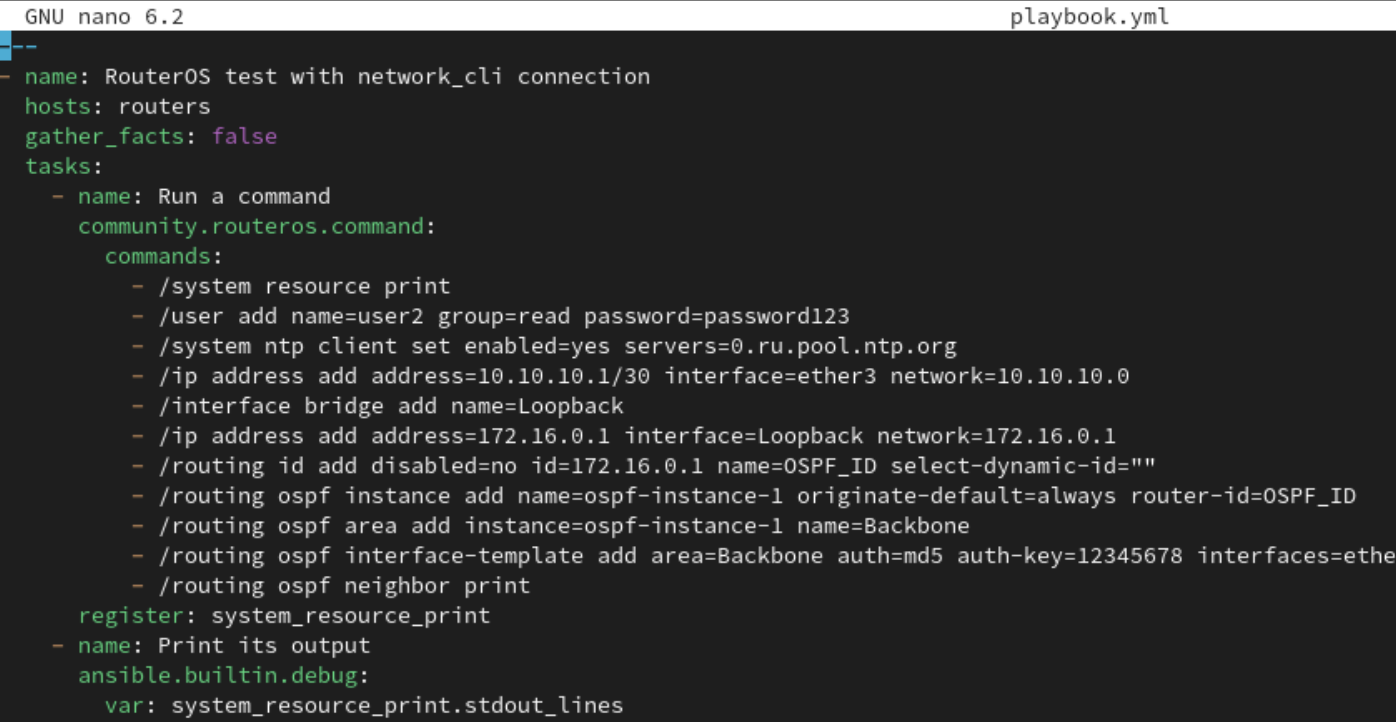 GNU nano 6.2 playbook.yml
---
- name: RouterOS test with network_cli connection
  hosts: routers
  gather_facts: false
  tasks:
    - name: Run a command
      community.routeros.command:
        commands:
          - /system resource print
          - /user add name=user2 group=read password=password123
          - /system ntp client set enabled=yes servers=0.ru.pool.ntp.org
          - /ip address add address=10.10.10.1/30 interface=ether3 network=10.10.10.0
          - /interface bridge add name=Loopback
          - /ip address add address=172.16.0.1 interface=Loopback network=172.16.0.1
          - /routing id add disabled=no id=172.16.0.1 name=OSPF_ID select-dynamic-id=""
          - /routing ospf instance add name=ospf-instance-1 originate-default=always router-id=OSPF_ID
          - /routing ospf area add instance=ospf-instance-1 name=Backbone
          - /routing ospf interface-template add area=Backbone auth=md5 auth-key=12345678 interfaces=ethe
          - /routing ospf neighbor print
      register: system_resource_print
    - name: Print its output
      ansible.builtin.debug:
        var: system_resource_print.stdout_lines